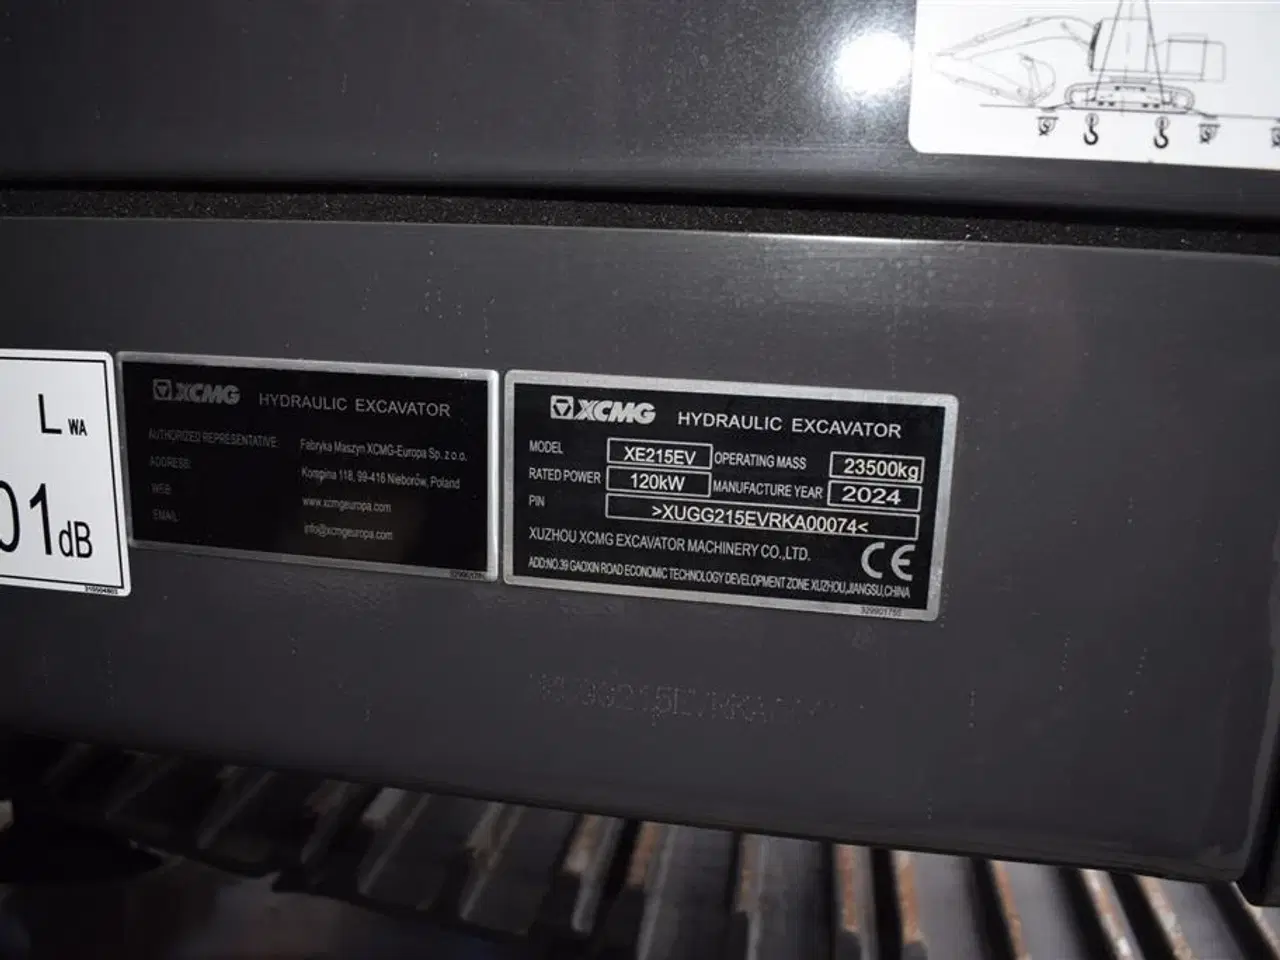 LWA
01dB
310504803
XCMG HYDRAULIC EXCAVATOR
AUTHORIZED REPRESENTATIVE: Fabryka Maszyn XCMG-Europa Sp. z o.o.
ADDRESS: Kompina 118, 99-416 Nieborów, Poland
WEB: www.xcmgeuropa.com
EMAIL: info@xcmgeuropa.com
XCMG HYDRAULIC EXCAVATOR
MODEL XE215EV OPERATING MASS 23500kg
RATED POWER 120kW MANUFACTURE YEAR 2024
PIN >XUGG215EVRKA00074<
XUZHOU XCMG EXCAVATOR MACHINERY CO.,LTD. CE
ADD:NO.39 GAOXIN ROAD ECONOMIC TECHNOLOGY DEVELOPMENT ZONE XUZHOU,JIANGSU,CHINA
329901755